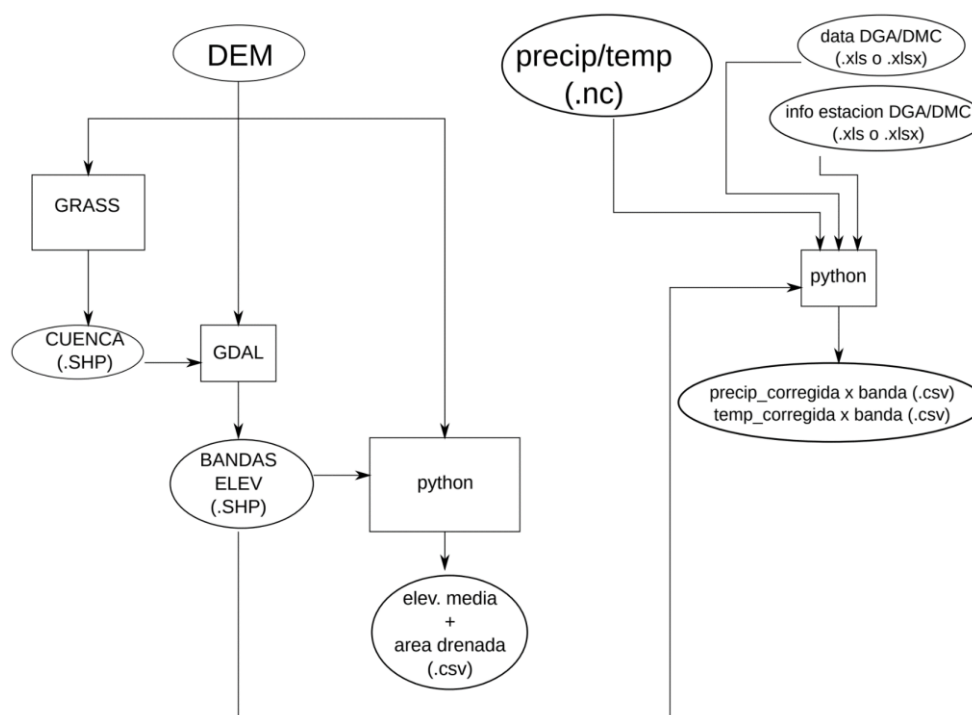 DEM
precip/temp
(.nc)
data DGA/DMC
(.xls o .xlsx)
info estacion DGA/DMC
(.xls o .xlsx)
GRASS
python
CUENCA
(.SHP)
GDAL
precip_corregida x banda (.csv)
temp_corregida x banda (.csv)
BANDAS
ELEV
(.SHP)
python
elev. media
+
area drenada
(.csv)